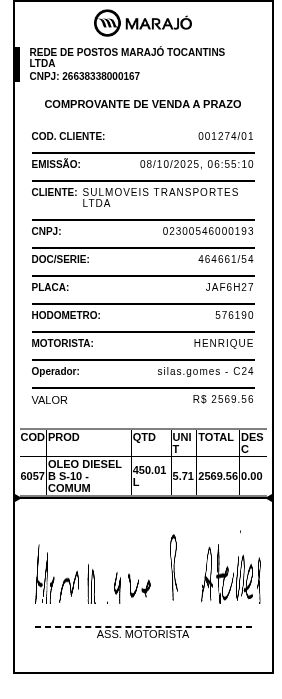 MARAJÓ
REDE DE POSTOS MARAJÓ TOCANTINS
LTDA
CNPJ: 26638338000167
COMPROVANTE DE VENDA A PRAZO
COD. CLIENTE: 001274/01
EMISSÃO: 08/10/2025, 06:55:10
CLIENTE: SULMOVEIS TRANSPORTES
LTDA
CNPJ: 02300546000193
DOC/SERIE: 464661/54
PLACA: JAF6H27
HODOMETRO: 576190
MOTORISTA: HENRIQUE
Operador: silas.gomes - C24
VALOR R$ 2569.56
COD PROD QTD UNIT TOTAL DESC
6057 OLEO DIESEL B S-10 - COMUM 450.01 L 5.71 2569.56 0.00
ASS. MOTORISTA